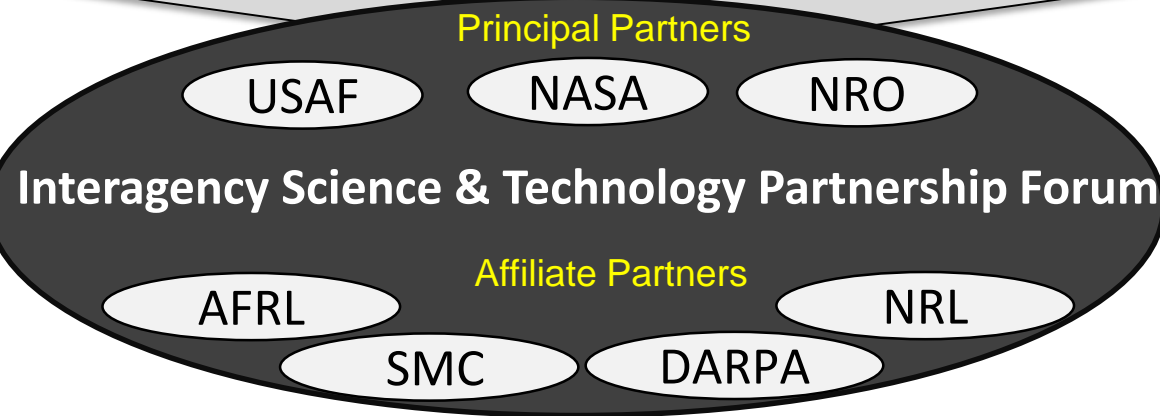 Principal Partners
USAF NASA NRO
Interagency Science & Technology Partnership Forum
Affiliate Partners
AFRL NRL
SMC DARPA